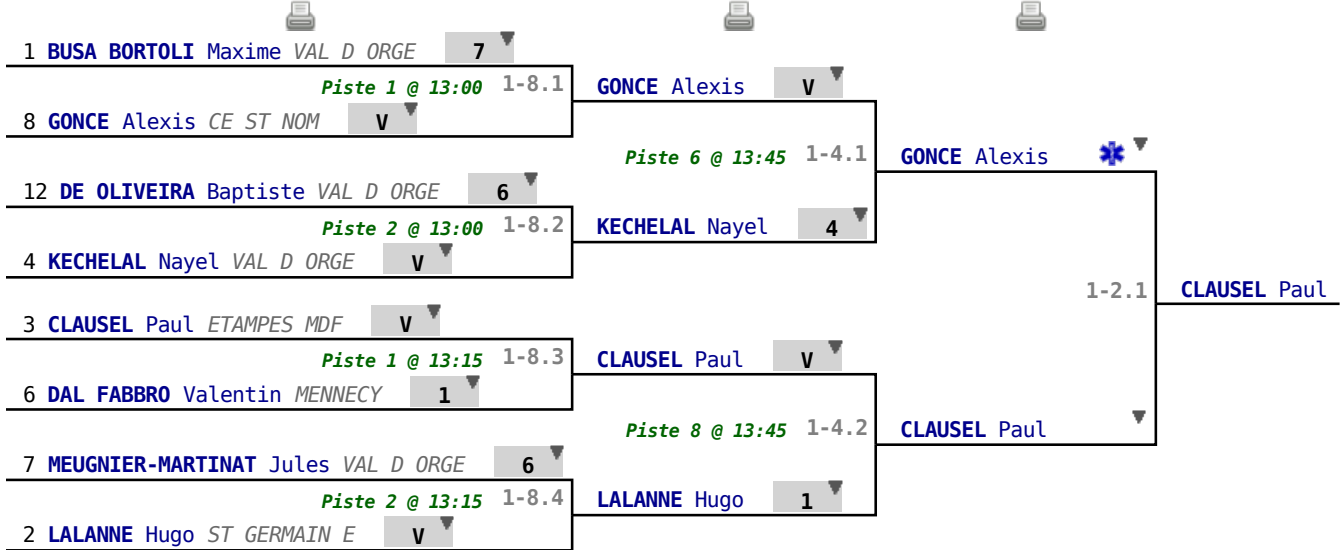 1 BUSA BORTOLI Maxime VAL D ORGE 7
Piste 1 @ 13:00 1-8.1
GONCE Alexis V
8 GONCE Alexis CE ST NOM V
Piste 6 @ 13:45 1-4.1
GONCE Alexis
12 DE OLIVEIRA Baptiste VAL D ORGE 6
Piste 2 @ 13:00 1-8.2
KECHELAL Nayel 4
4 KECHELAL Nayel VAL D ORGE V
1-2.1
CLAUSEL Paul
3 CLAUSEL Paul ETAMPES MDF V
Piste 1 @ 13:15 1-8.3
CLAUSEL Paul V
6 DAL FABBRO Valentin MENNECY 1
Piste 8 @ 13:45 1-4.2
CLAUSEL Paul
7 MEUGNIER-MARTINAT Jules VAL D ORGE 6
Piste 2 @ 13:15 1-8.4
LALANNE Hugo 1
2 LALANNE Hugo ST GERMAIN E V